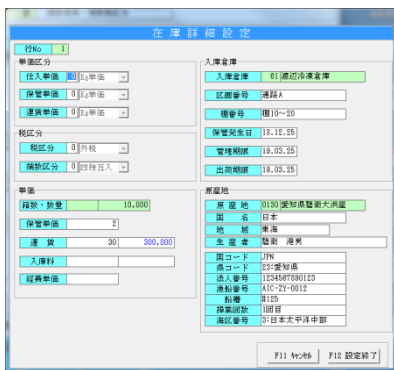 在庫詳細設定
行No 1
単価区分
仕入単価 0 Kg単価
保管単価 0 Kg単価
運賃単価 0 Kg単価
税区分
税区分 0 外税
端数区分 0 四捨五入
単価
箱数・数量 10,000
保管単価 2
運賃 30 300,000
入庫料
経費単価
入庫倉庫
入庫倉庫 61 渡辺冷凍倉庫
区画番号 通路A
棚番号 棚10〜20
保管発生日 18.12.25
管理期限 19.03.25
出荷期限 19.03.25
原産地
原産地 0130 愛知県碧南大浜産
国名 日本
地域 東海
生産者 碧南 港男
国コード JPN
県コード 23:愛知県
法人番号 1234567890123
漁船番号 AIC-ZY-0012
船槽 #125
操業回数 1回目
海区番号 3:日本太平洋中部
F11 キャンセル F12 設定終了